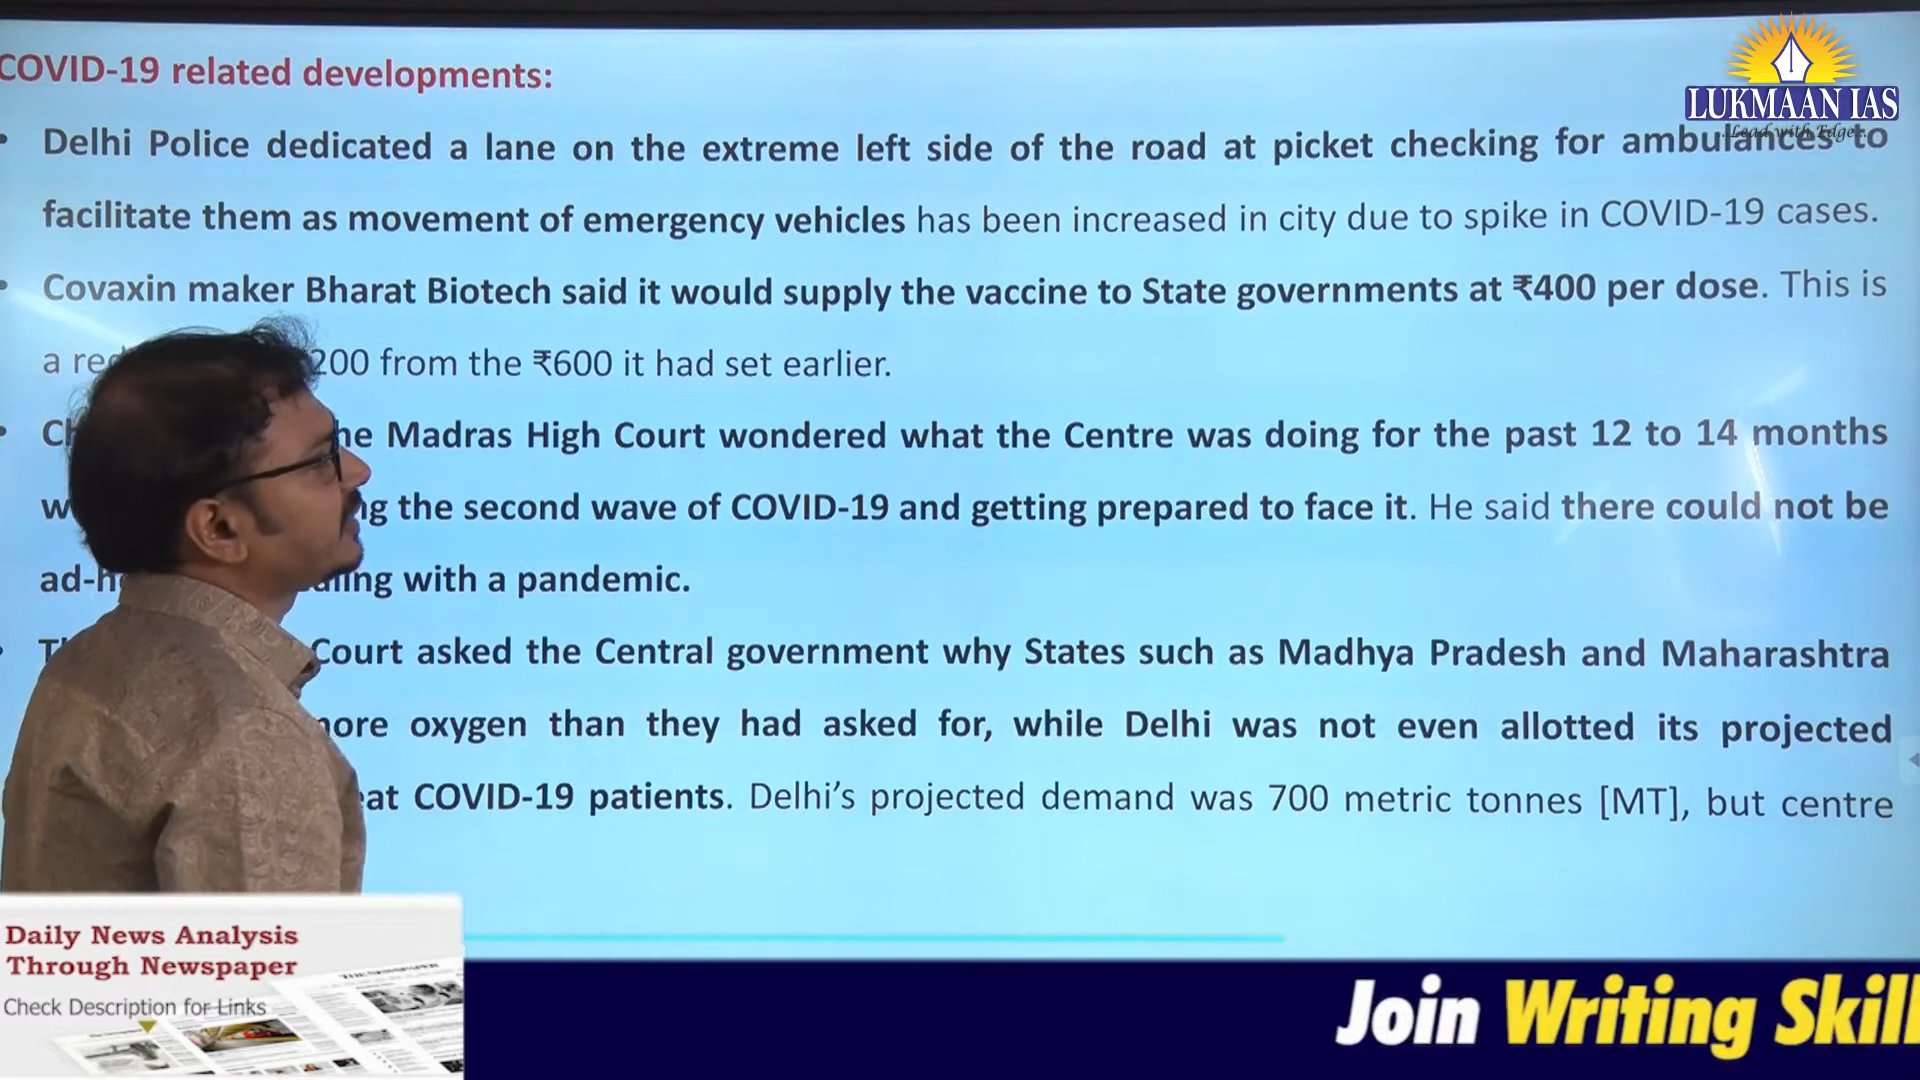 COVID-19 related developments:
LUKMAAN IAS
...Lead with Edge...
• Delhi Police dedicated a lane on the extreme left side of the road at picket checking for ambulances to
facilitate them as movement of emergency vehicles has been increased in city due to spike in COVID-19 cases.
• Covaxin maker Bharat Biotech said it would supply the vaccine to State governments at ₹400 per dose. This is
a 200 from the ₹600 it had set earlier.
• Madras High Court wondered what the Centre was doing for the past 12 to 14 months
the second wave of COVID-19 and getting prepared to face it. He said there could not be
with a pandemic.
• Court asked the Central government why States such as Madhya Pradesh and Maharashtra
oxygen than they had asked for, while Delhi was not even allotted its projected
COVID-19 patients. Delhi’s projected demand was 700 metric tonnes [MT], but centre
Daily News Analysis
Through Newspaper
Check Description for Links
Join Writing Skill